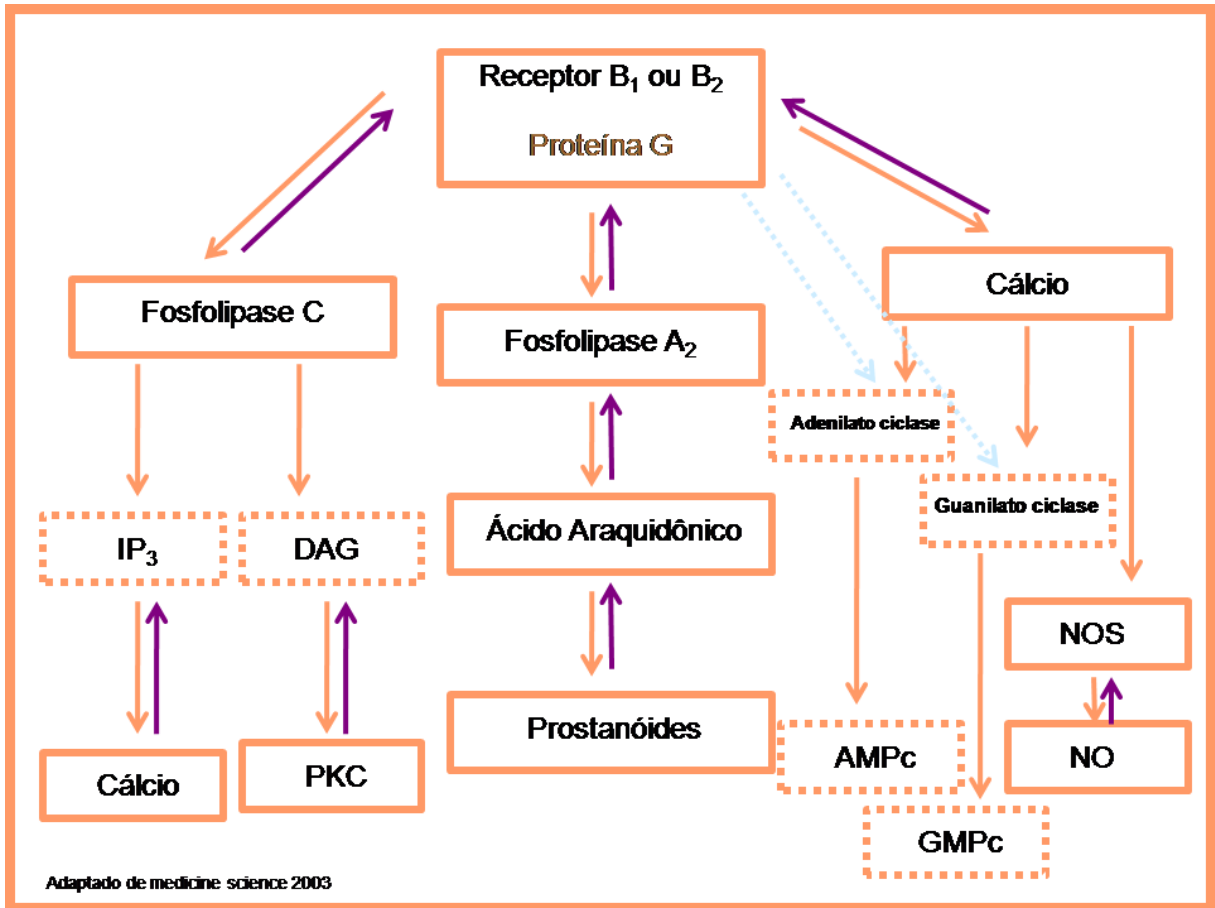 Receptor B₁ ou B₂
Proteína G
Fosfolipase C
Fosfolipase A₂
Cálcio
Adenilato ciclase
Guanilato ciclase
Ácido Araquidônico
IP₃
DAG
NOS
Prostanóides
AMPc
NO
Cálcio
PKC
GMPc
Adaptado de medicine science 2003